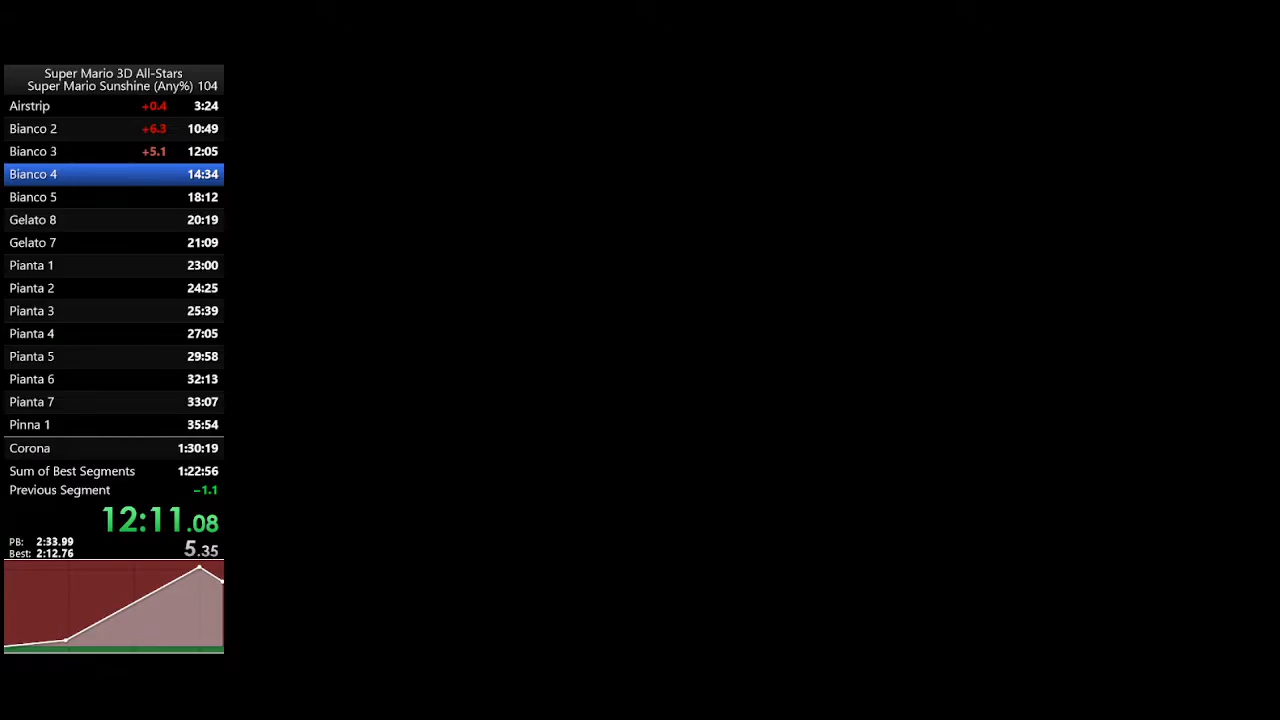 Super Mario 3D All-Stars
Super Mario Sunshine (Any%) 104
Airstrip +0.4 3:24
Bianco 2 +6.3 10:49
Bianco 3 +5.1 12:05
Bianco 4 14:34
Bianco 5 18:12
Gelato 8 20:19
Gelato 7 21:09
Pianta 1 23:00
Pianta 2 24:25
Pianta 3 25:39
Pianta 4 27:05
Pianta 5 29:58
Pianta 6 32:13
Pianta 7 33:07
Pinna 1 35:54
Corona 1:30:19
Sum of Best Segments 1:22:56
Previous Segment −1.1
12:11.08
PB: 2:33.99
Best: 2:12.76 5.35